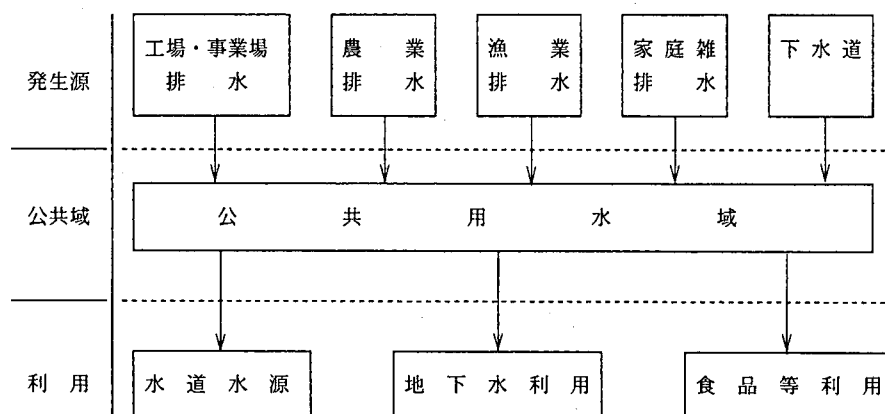 工場・事業場
排水
農業
排水
漁業
排水
家庭雑
排水
下水道
発生源
公共域
公共用水域
利用
水道水源
地下水利用
食品等利用